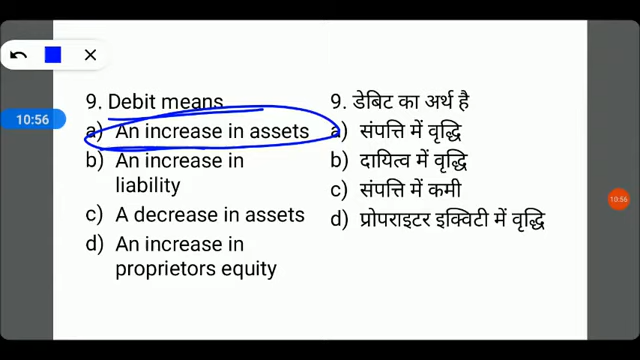 10:56
9. Debit means
a) An increase in assets
b) An increase in
liability
c) A decrease in assets
d) An increase in
proprietors equity
9. डेबिट का अर्थ है
a) संपत्ति में वृद्धि
b) दायित्व में वृद्धि
c) संपत्ति में कमी
d) प्रोपराइटर इक्विटी में वृद्धि
10:56